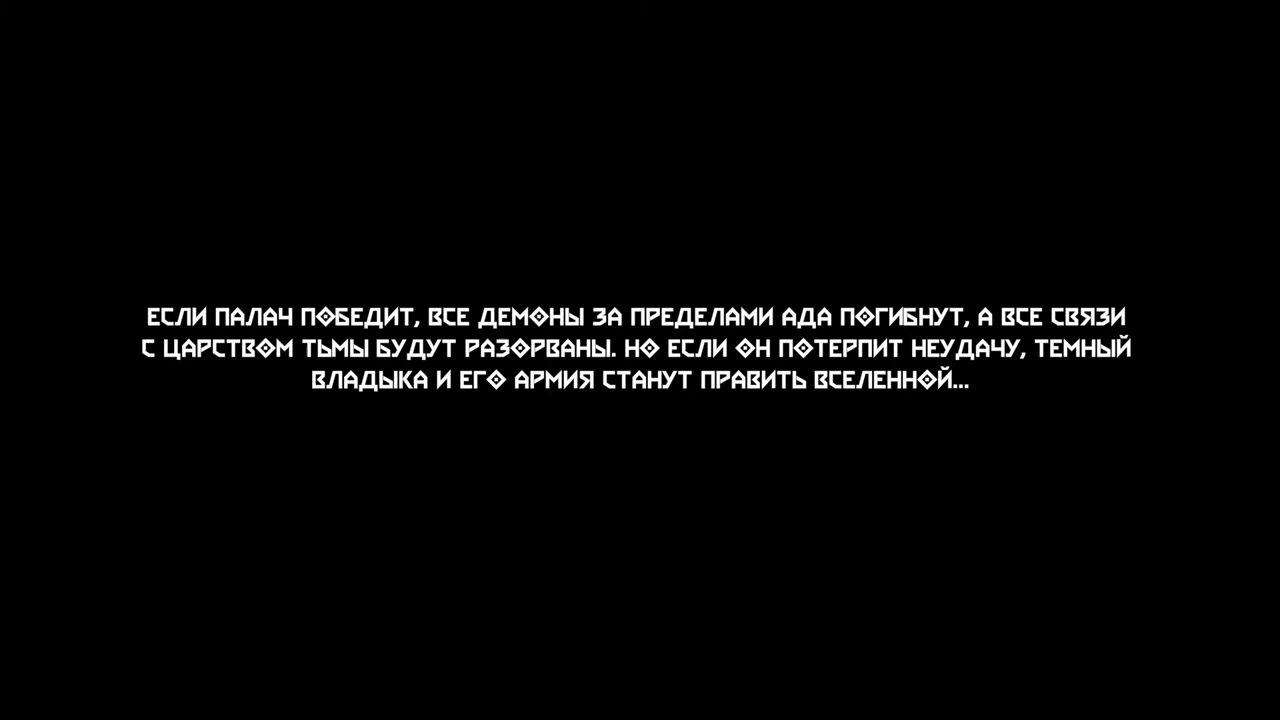 ЕСЛИ ПАЛАЧ ПОБЕДИТ, ВСЕ ДЕМОНЫ ЗА ПРЕДЕЛАМИ АДА ПОГИБНУТ, А ВСЕ СВЯЗИ
С ЦАРСТВОМ ТЬМЫ БУДУТ РАЗОРВАНЫ. НО ЕСЛИ ОН ПОТЕРПИТ НЕУДАЧУ, ТЕМНЫЙ
ВЛАДЫКА И ЕГО АРМИЯ СТАНУТ ПРАВИТЬ ВСЕЛЕННОЙ...